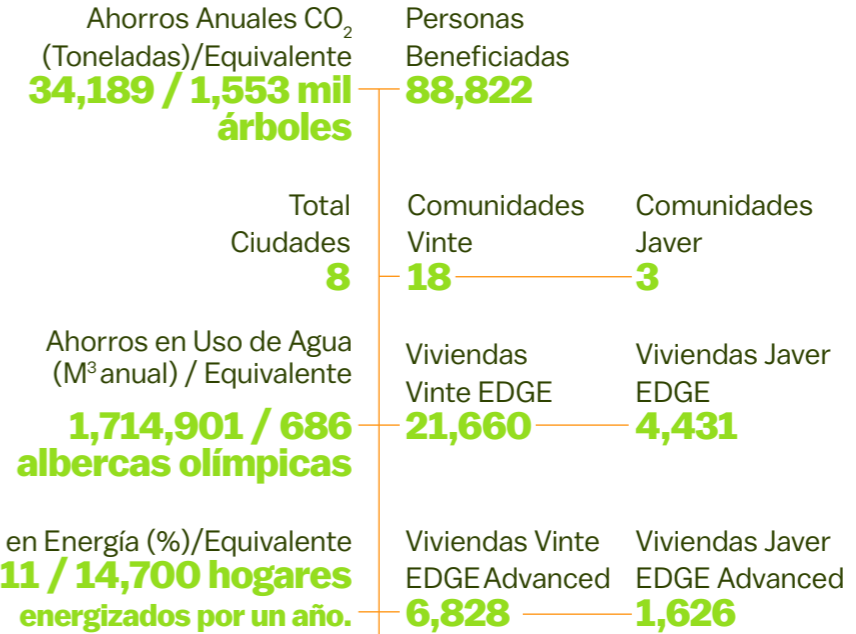 Ahorros Anuales CO₂
(Toneladas)/Equivalente
34,189 / 1,553 mil
árboles
Personas
Beneficiadas
88,822
Total
Ciudades
8
Comunidades
Vinte
18
Comunidades
Javer
3
Ahorros en Uso de Agua
(M³ anual) / Equivalente
1,714,901 / 686
albercas olímpicas
Viviendas
Vinte EDGE
21,660
Viviendas Javer
EDGE
4,431
en Energía (%)/Equivalente
11 / 14,700 hogares
energizados por un año.
Viviendas Vinte
EDGE Advanced
6,828
Viviendas Javer
EDGE Advanced
1,626